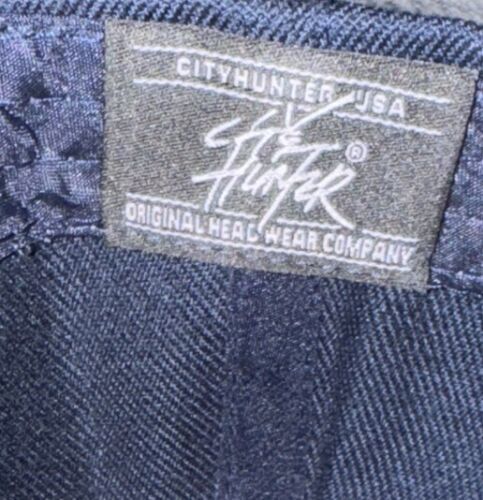 CITYHUNTER USA
CITY
HUNTER®
ORIGINAL HEAD WEAR COMPANY